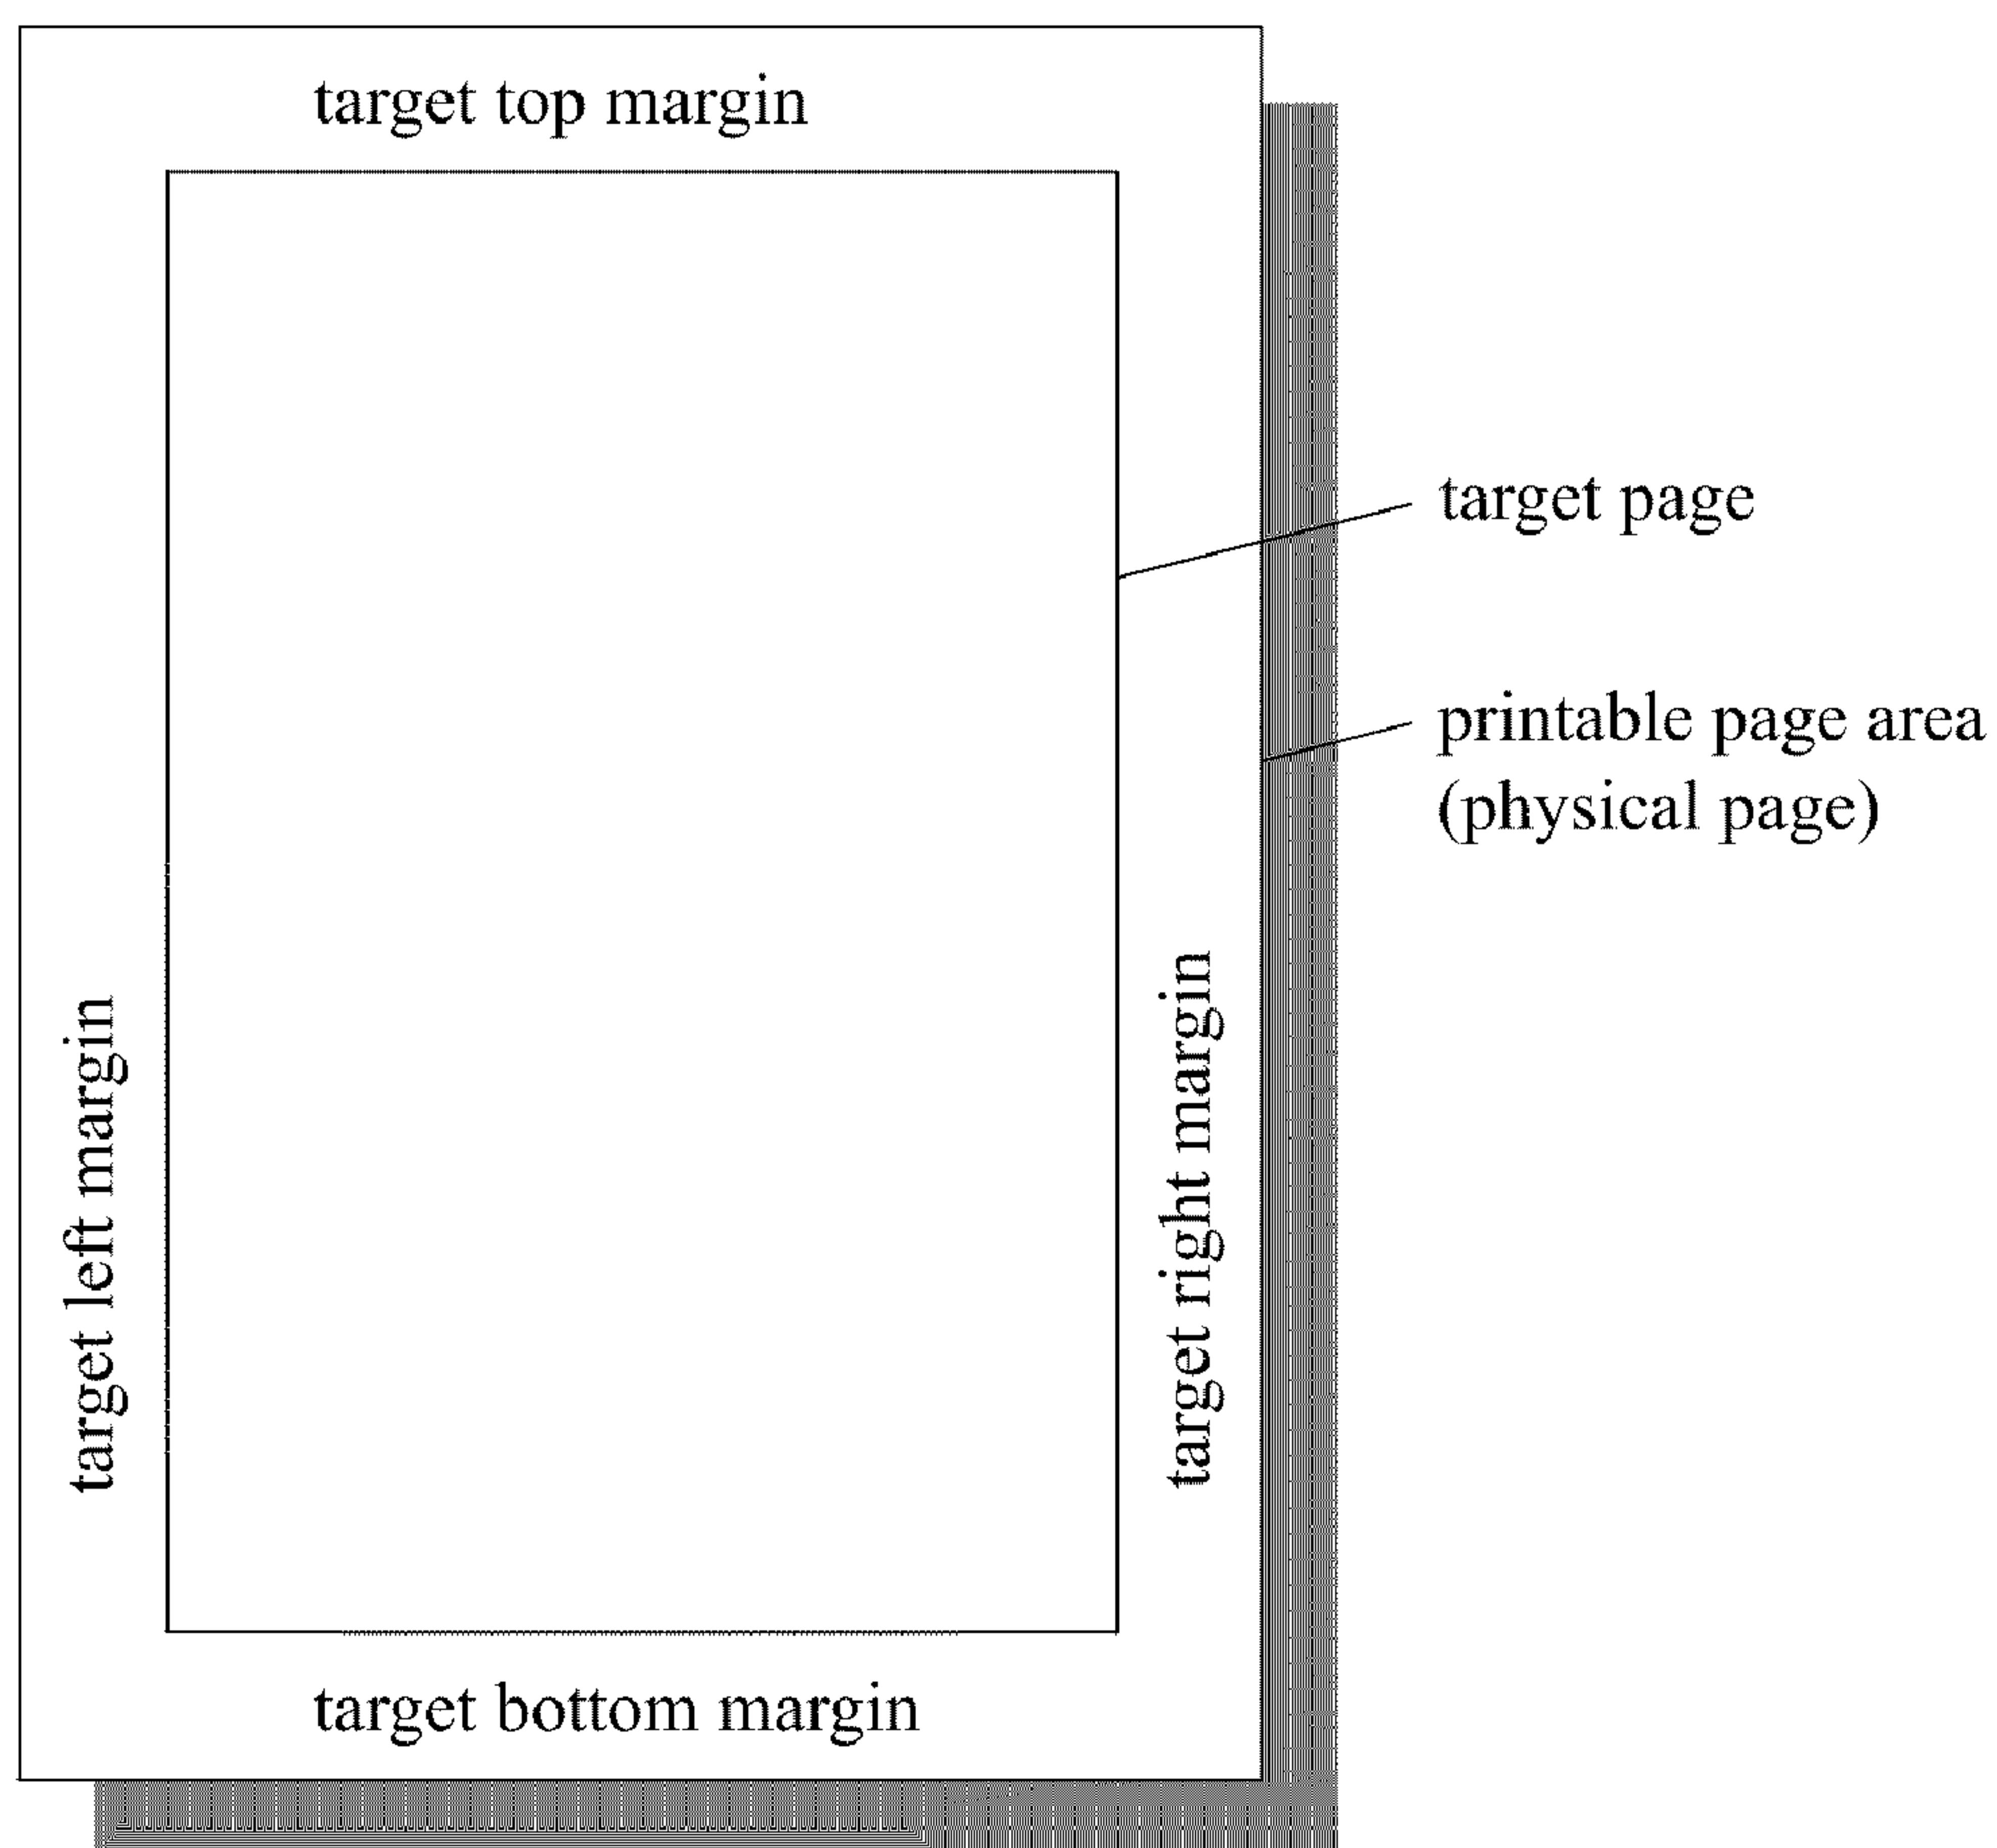 target top margin
target page
printable page area
(physical page)
target left margin
target right margin
target bottom margin